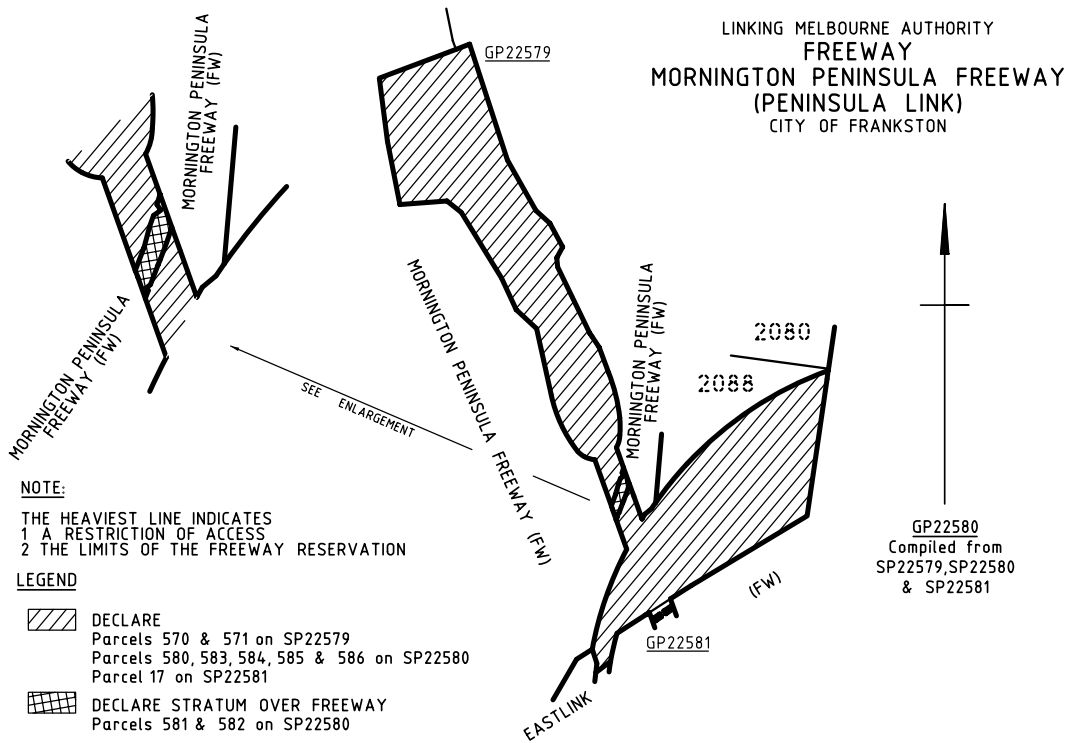 LINKING MELBOURNE AUTHORITY
FREEWAY
MORNINGTON PENINSULA FREEWAY
(PENINSULA LINK)
CITY OF FRANKSTON
GP22579
MORNINGTON PENINSULA
FREEWAY (FW)
MORNINGTON PENINSULA
FREEWAY (FW)
MORNINGTON PENINSULA FREEWAY (FW)
MORNINGTON PENINSULA
FREEWAY (FW)
2080
2088
SEE ENLARGEMENT
NOTE:
THE HEAVIEST LINE INDICATES
1 A RESTRICTION OF ACCESS
2 THE LIMITS OF THE FREEWAY RESERVATION
LEGEND
DECLARE
Parcels 570 & 571 on SP22579
Parcels 580, 583, 584, 585 & 586 on SP22580
Parcel 17 on SP22581
DECLARE STRATUM OVER FREEWAY
Parcels 581 & 582 on SP22580
GP22580
Compiled from
SP22579,SP22580
& SP22581
(FW)
GP22581
EASTLINK